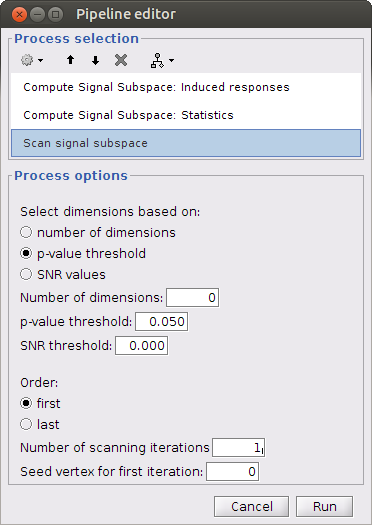 Pipeline editor
Process selection
Compute Signal Subspace: Induced responses
Compute Signal Subspace: Statistics
Scan signal subspace
Process options
Select dimensions based on:
number of dimensions
p-value threshold
SNR values
Number of dimensions: 0
p-value threshold: 0.050
SNR threshold: 0.000
Order:
first
last
Number of scanning iterations 1
Seed vertex for first iteration: 0
Cancel Run